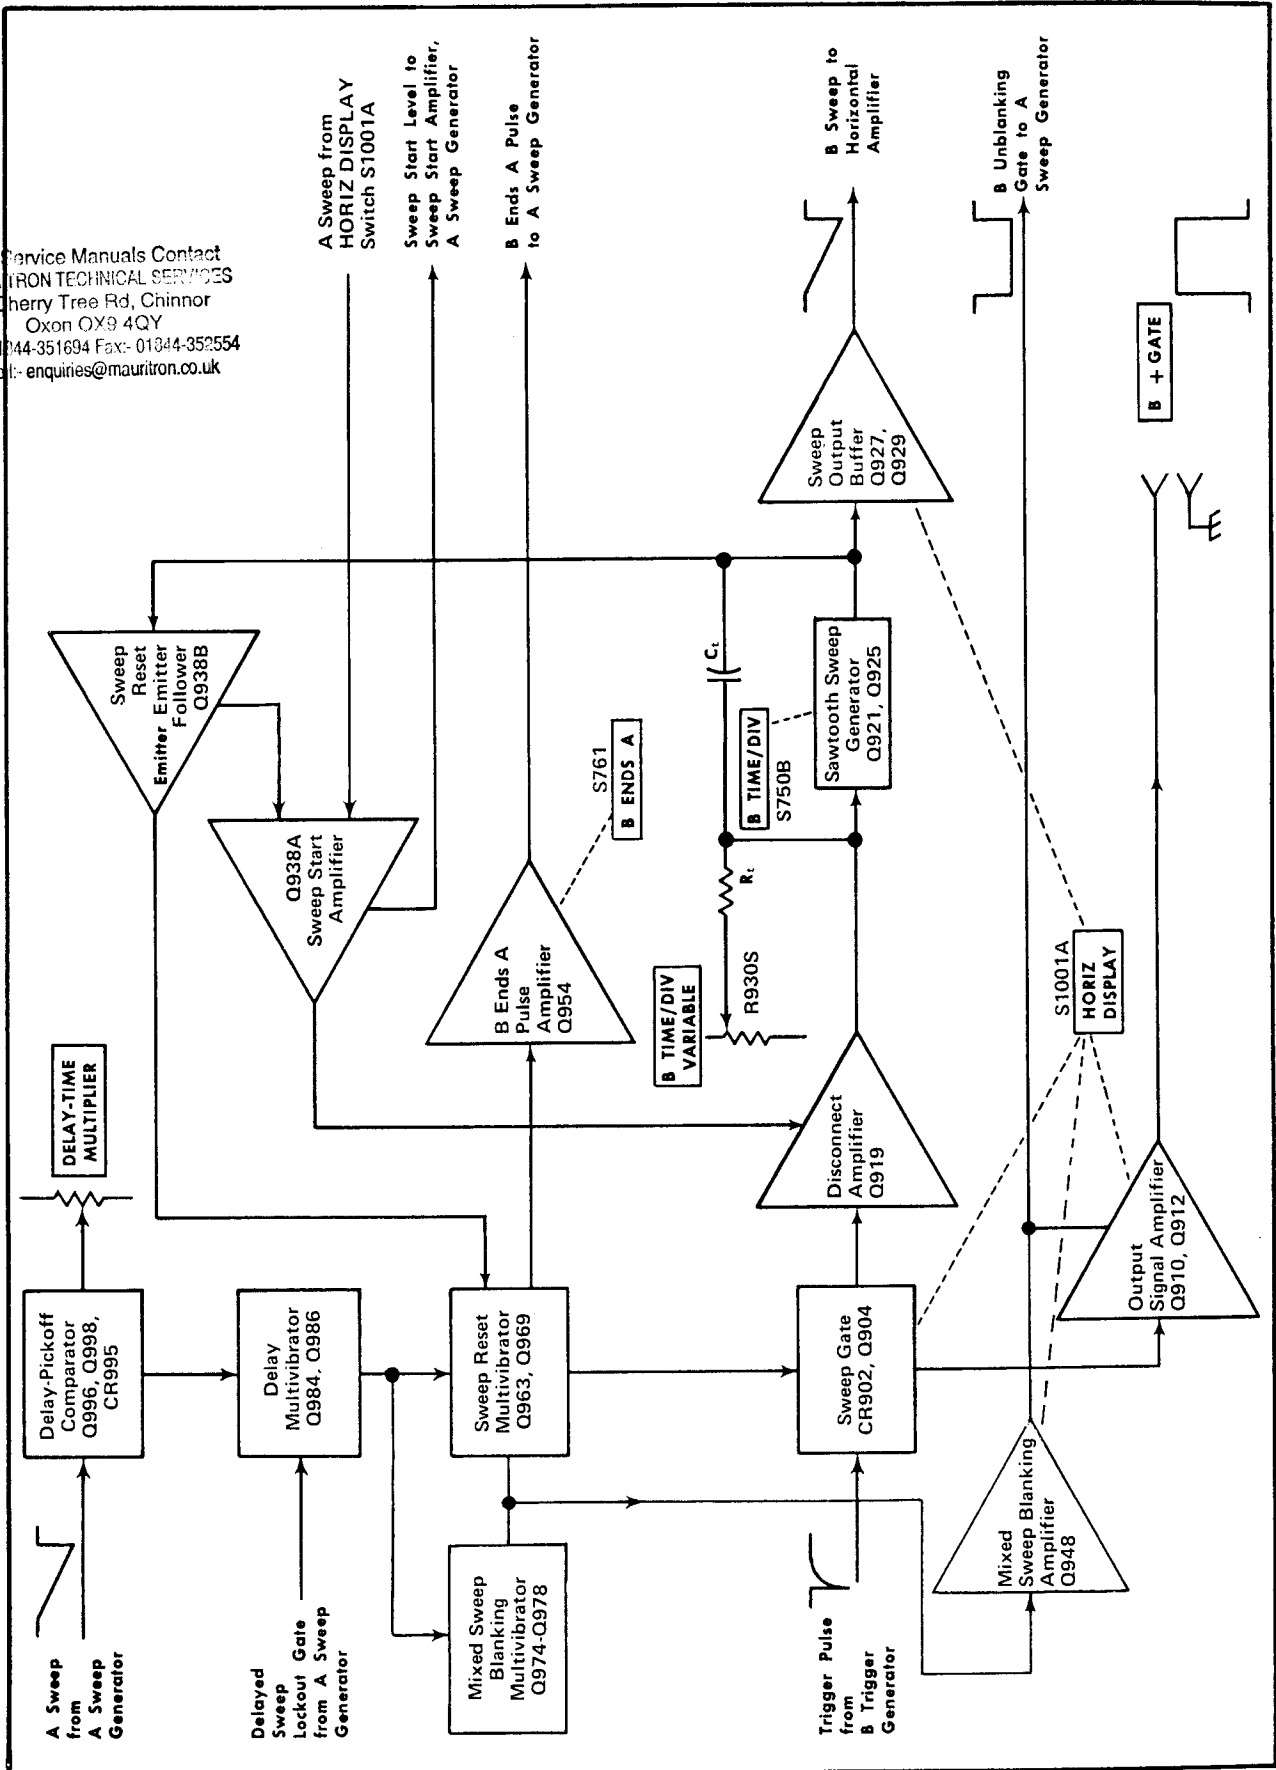 Service Manuals Contact
TRON TECHNICAL SERVICES
herry Tree Rd, Chinnor
Oxon OX9 4QY
844-351694 Fax:- 01844-352554
:- enquiries@mauritron.co.uk
A Sweep
from
A Sweep
Generator
Delay-Pickoff
Comparator
Q996, Q998,
CR995
DELAY-TIME
MULTIPLIER
Delayed
Sweep
Lockout Gate
from A Sweep
Generator
Delay
Multivibrator
Q984, Q986
Mixed Sweep
Blanking
Multivibrator
Q974-Q978
Sweep Reset
Multivibrator
Q963, Q969
Sweep
Reset
Emitter Emitter
Follower
Q938B
Q938A
Sweep Start
Amplifier
A Sweep from
HORIZ DISPLAY
Switch S1001A
Sweep Start Level to
Sweep Start Amplifier,
A Sweep Generator
B Ends A
Pulse
Amplifier
Q954
S761
B ENDS A
B Ends A Pulse
to A Sweep Generator
B TIME/DIV
VARIABLE
R930S
Rt
Ct
B TIME/DIV
S750B
Trigger Pulse
from
B Trigger
Generator
Sweep Gate
CR902, Q904
Disconnect
Amplifier
Q919
Sawtooth Sweep
Generator
Q921, Q925
Sweep
Output
Buffer
Q927,
Q929
B Sweep to
Horizontal
Amplifier
Mixed
Sweep Blanking
Amplifier
Q948
S1001A
HORIZ
DISPLAY
B Unblanking
Gate to A
Sweep Generator
Output
Signal Amplifier
Q910, Q912
B + GATE